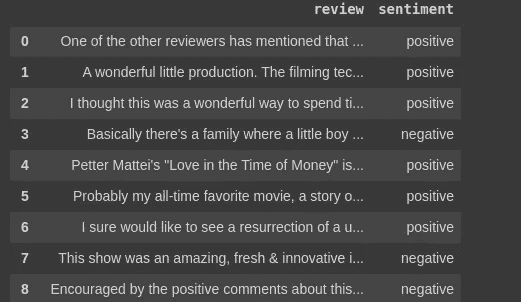 review sentiment
0 One of the other reviewers has mentioned that ... positive
1 A wonderful little production. The filming tec... positive
2 I thought this was a wonderful way to spend ti... positive
3 Basically there's a family where a little boy ... negative
4 Petter Mattei's "Love in the Time of Money" is... positive
5 Probably my all-time favorite movie, a story o... positive
6 I sure would like to see a resurrection of a u... positive
7 This show was an amazing, fresh & innovative i... negative
8 Encouraged by the positive comments about this... negative